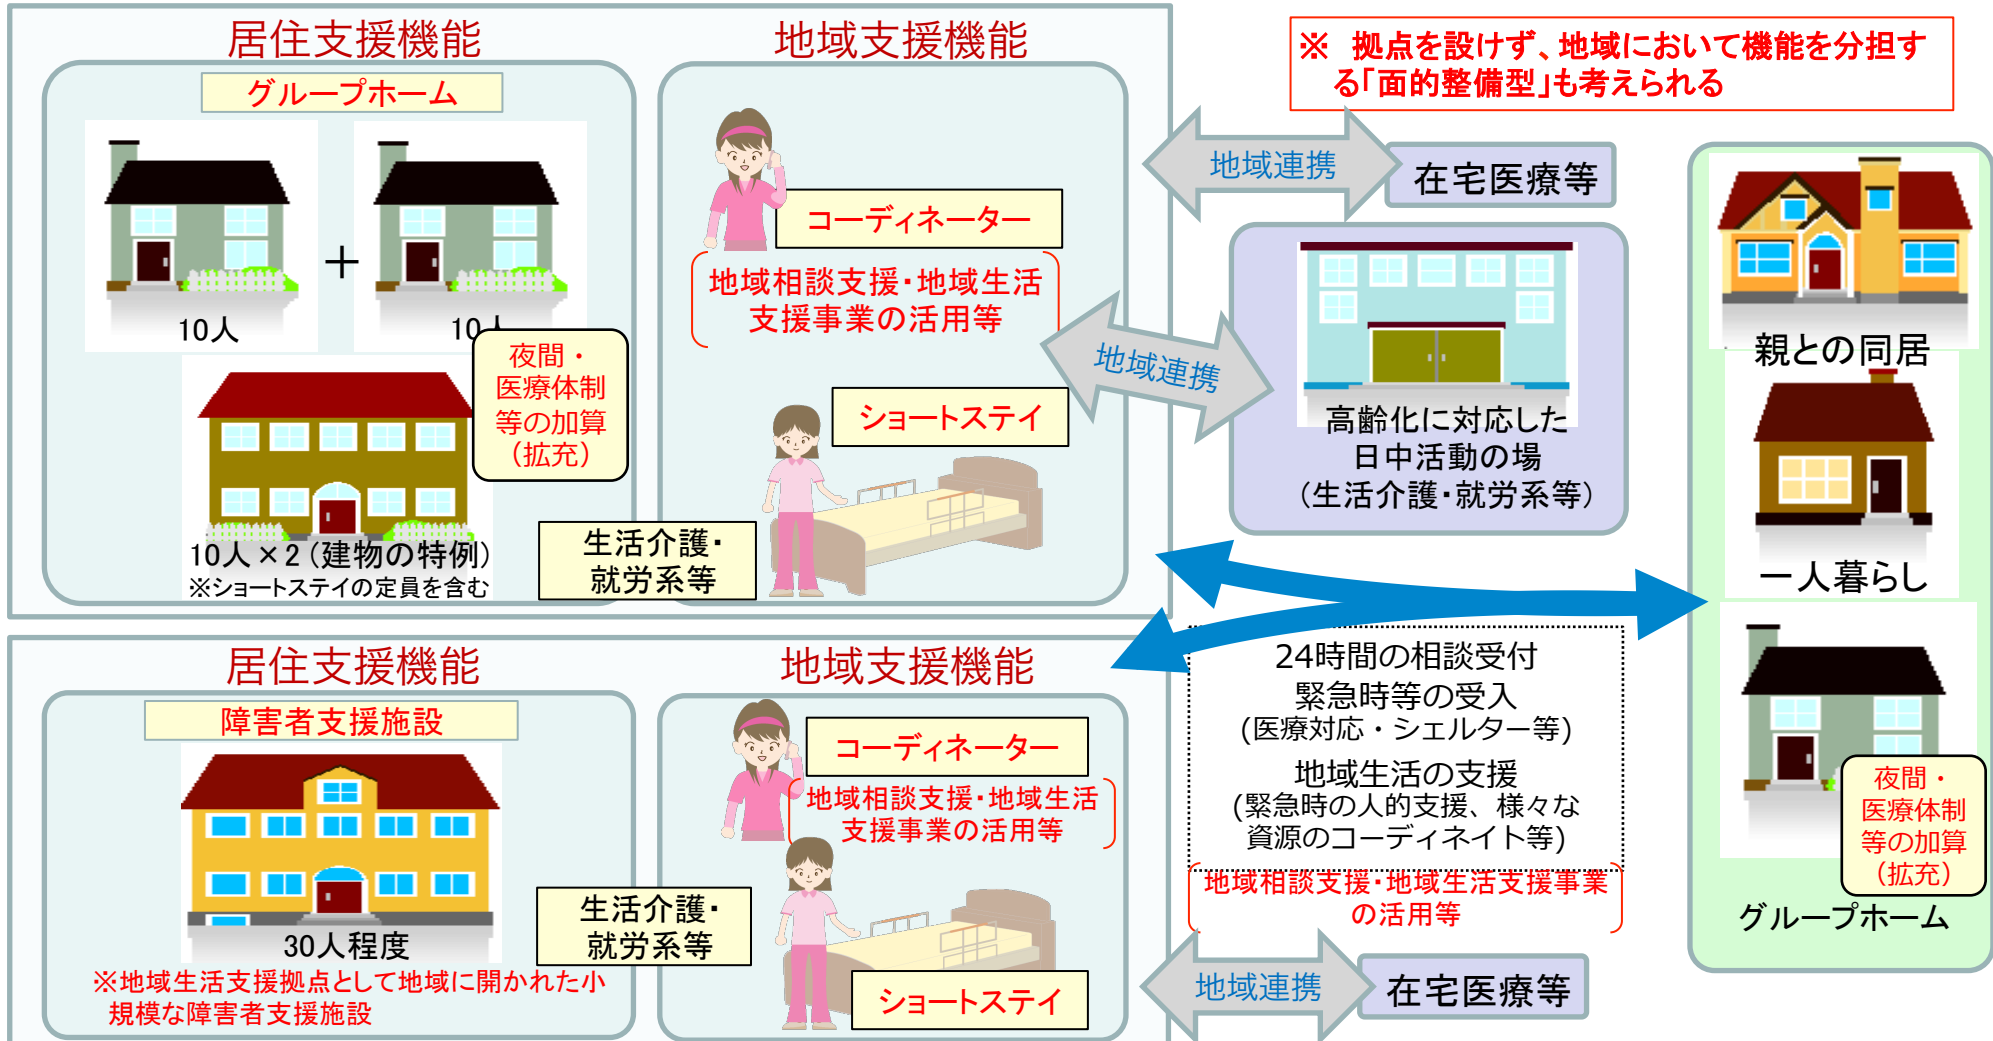 居住支援機能
地域支援機能
グループホーム
10人
＋
10人
夜間・
医療体制
等の加算
（拡充）
10人×2（建物の特例）
※ショートステイの定員を含む
コーディネーター
地域相談支援・地域生活
支援事業の活用等
ショートステイ
生活介護・
就労系等
※　拠点を設けず、地域において機能を分担す
る「面的整備型」も考えられる
地域連携
在宅医療等
地域連携
高齢化に対応した
日中活動の場
（生活介護・就労系等）
親との同居
一人暮らし
夜間・
医療体制
等の加算
（拡充）
グループホーム
居住支援機能
地域支援機能
障害者支援施設
30人程度
※地域生活支援拠点として地域に開かれた小
規模な障害者支援施設
コーディネーター
地域相談支援・地域生活
支援事業の活用等
生活介護・
就労系等
ショートステイ
24時間の相談受付
緊急時等の受入
(医療対応・シェルター等)
地域生活の支援
(緊急時の人的支援、様々な
資源のコーディネイト等)
地域相談支援・地域生活支援事業
の活用等
地域連携
在宅医療等